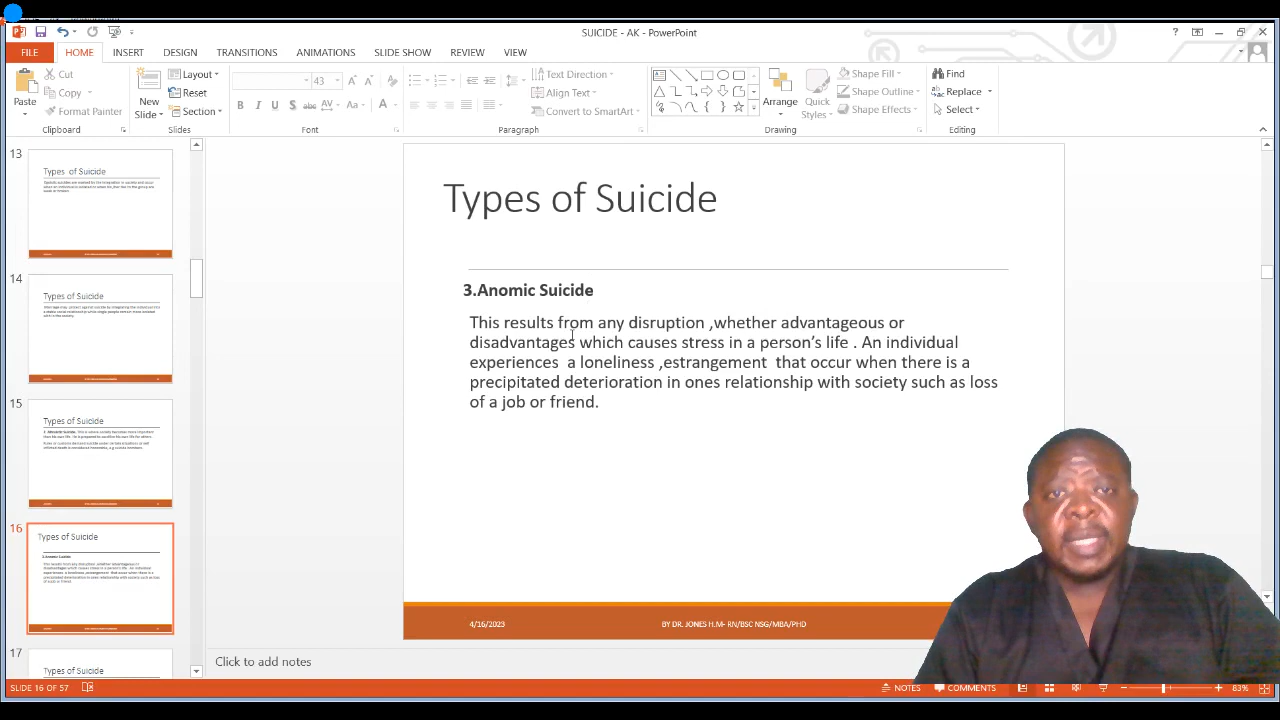 SUICIDE - AK - PowerPoint
FILE HOME INSERT DESIGN TRANSITIONS ANIMATIONS SLIDE SHOW REVIEW VIEW
Cut
Copy
Format Painter
Paste
Clipboard
New
Slide
Layout
Reset
Section
Slides
43
B I U S abc AV Aa A
Font
Text Direction
Align Text
Convert to SmartArt
Paragraph
Arrange
Quick
Styles
Shape Fill
Shape Outline
Shape Effects
Drawing
Find
Replace
Select
Editing
13
Types of Suicide
14
Types of Suicide
15
Types of Suicide
16
Types of Suicide
3.Anomic Suicide
17
Types of Suicide
Types of Suicide
3.Anomic Suicide
This results from any disruption ,whether advantageous or
disadvantages which causes stress in a person's life . An individual
experiences a loneliness ,estrangement that occur when there is a
precipitated deterioration in ones relationship with society such as loss
of a job or friend.
4/16/2023
BY DR. JONES H.M- RN/BSC NSG/MBA/PHD
Click to add notes
SLIDE 16 OF 57
NOTES
COMMENTS
83%